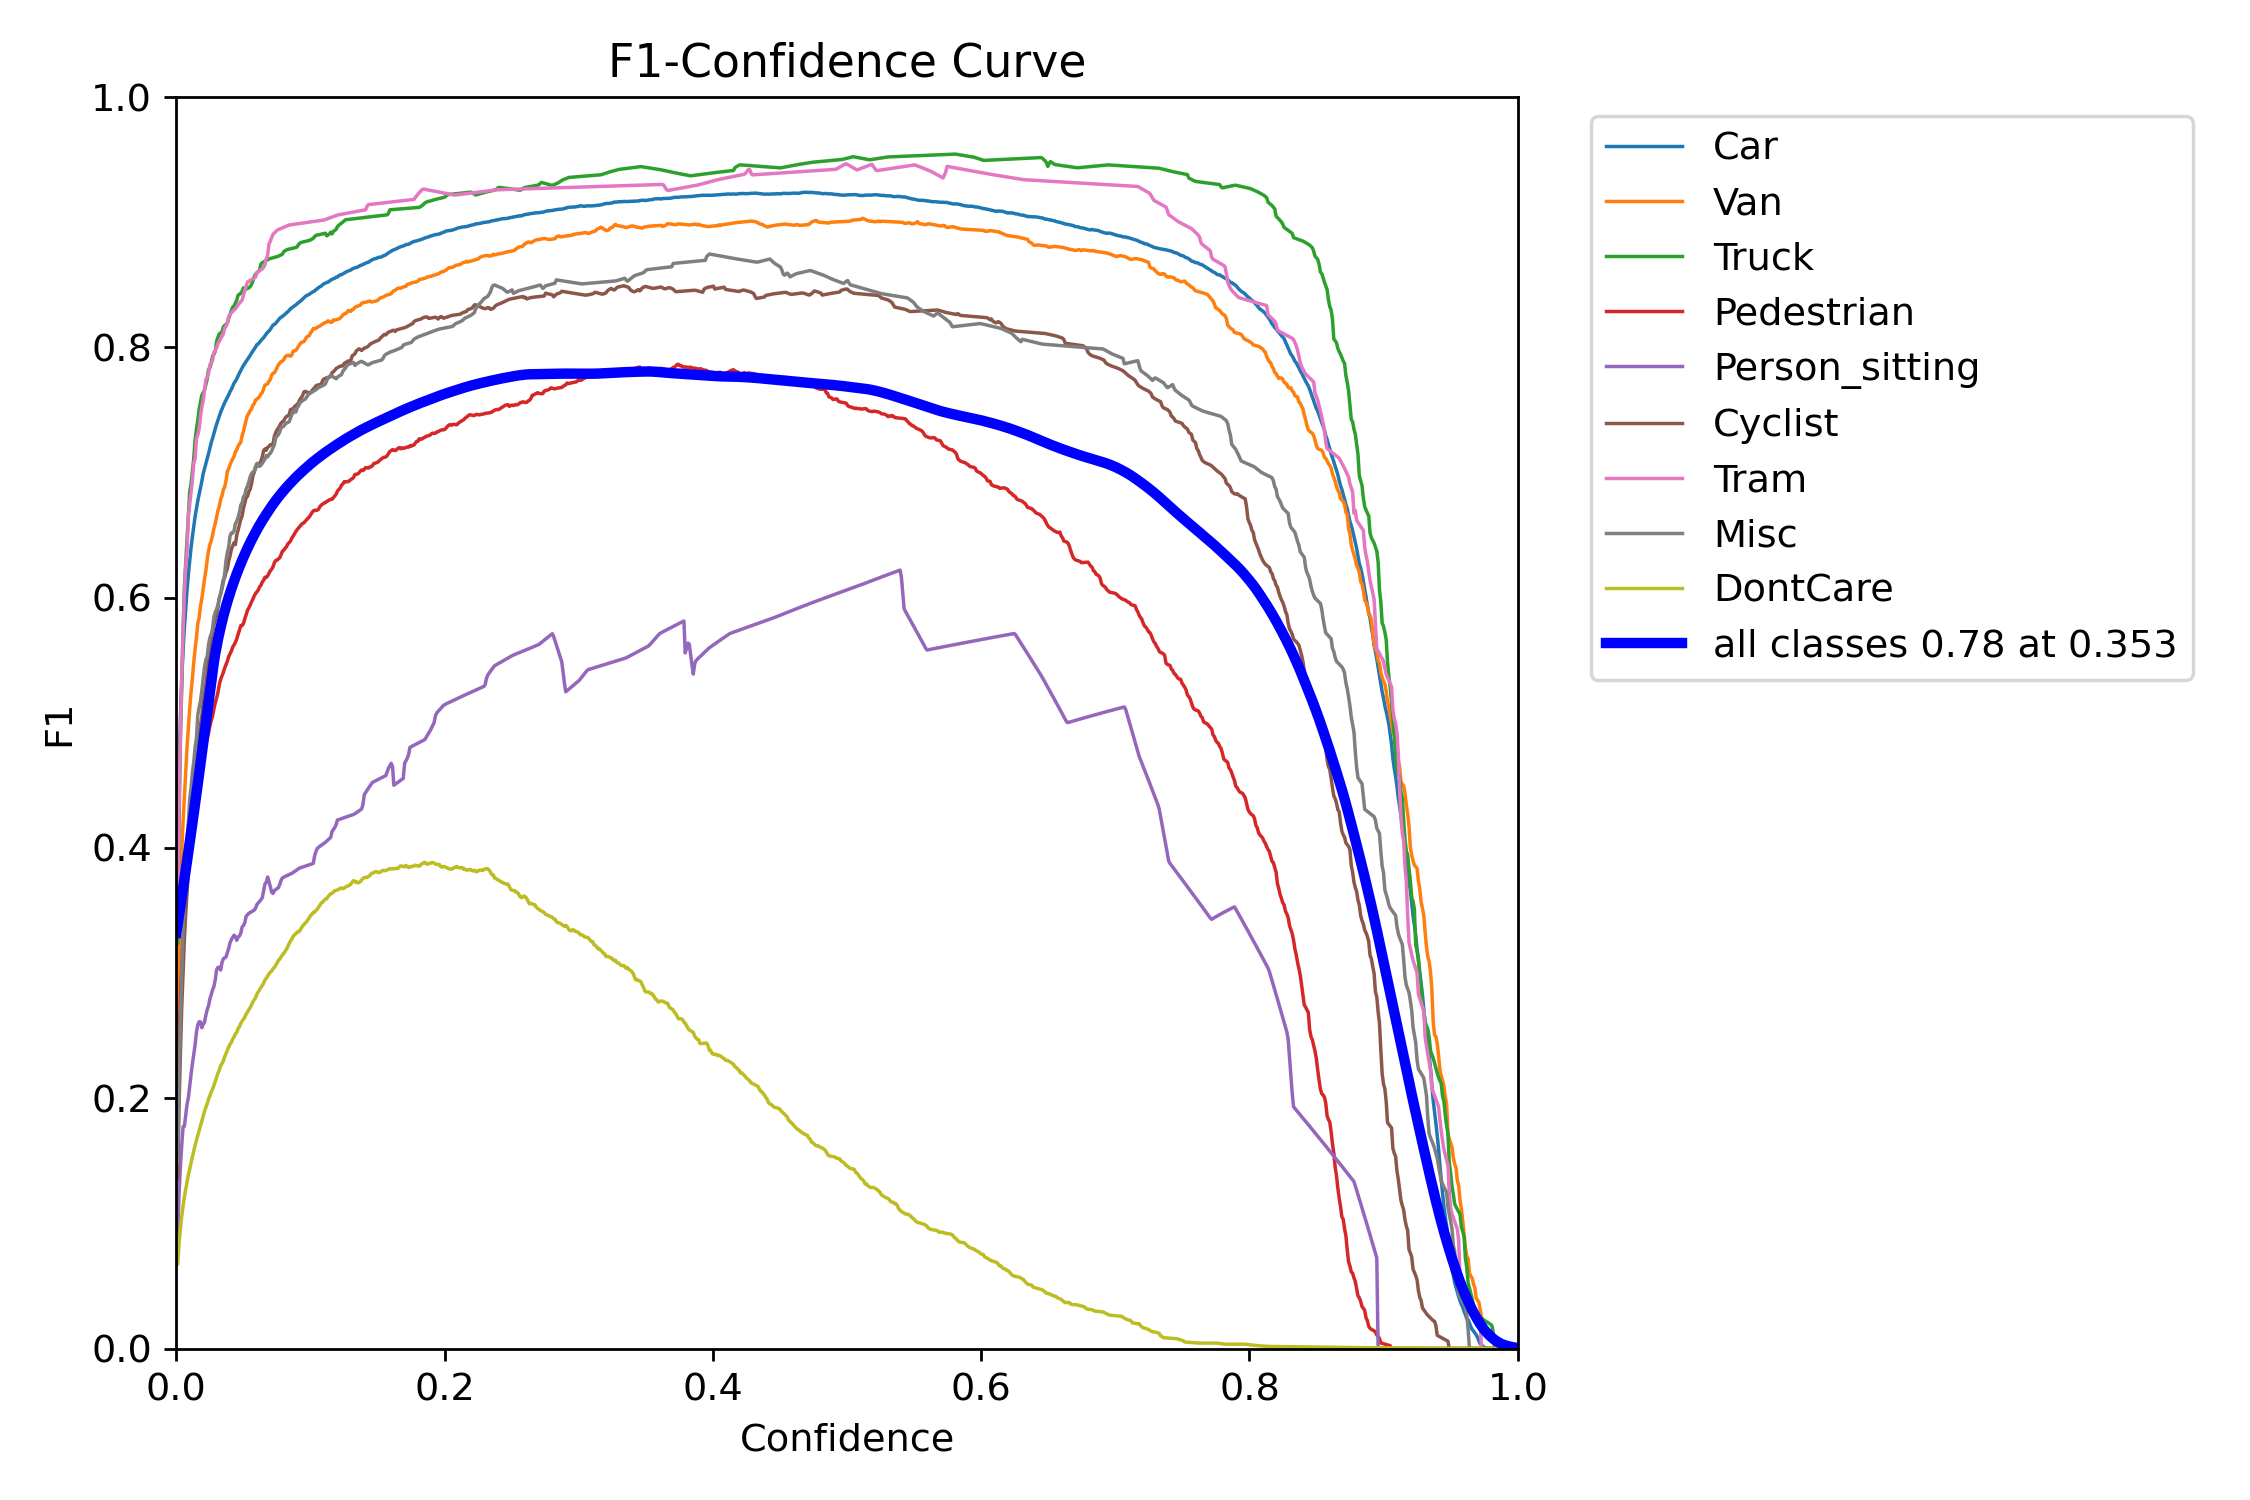 F1-Confidence Curve
1.0
0.8
0.6
0.4
0.2
0.0
F1
0.0 0.2 0.4 0.6 0.8 1.0
Confidence
Car
Van
Truck
Pedestrian
Person_sitting
Cyclist
Tram
Misc
DontCare
all classes 0.78 at 0.353